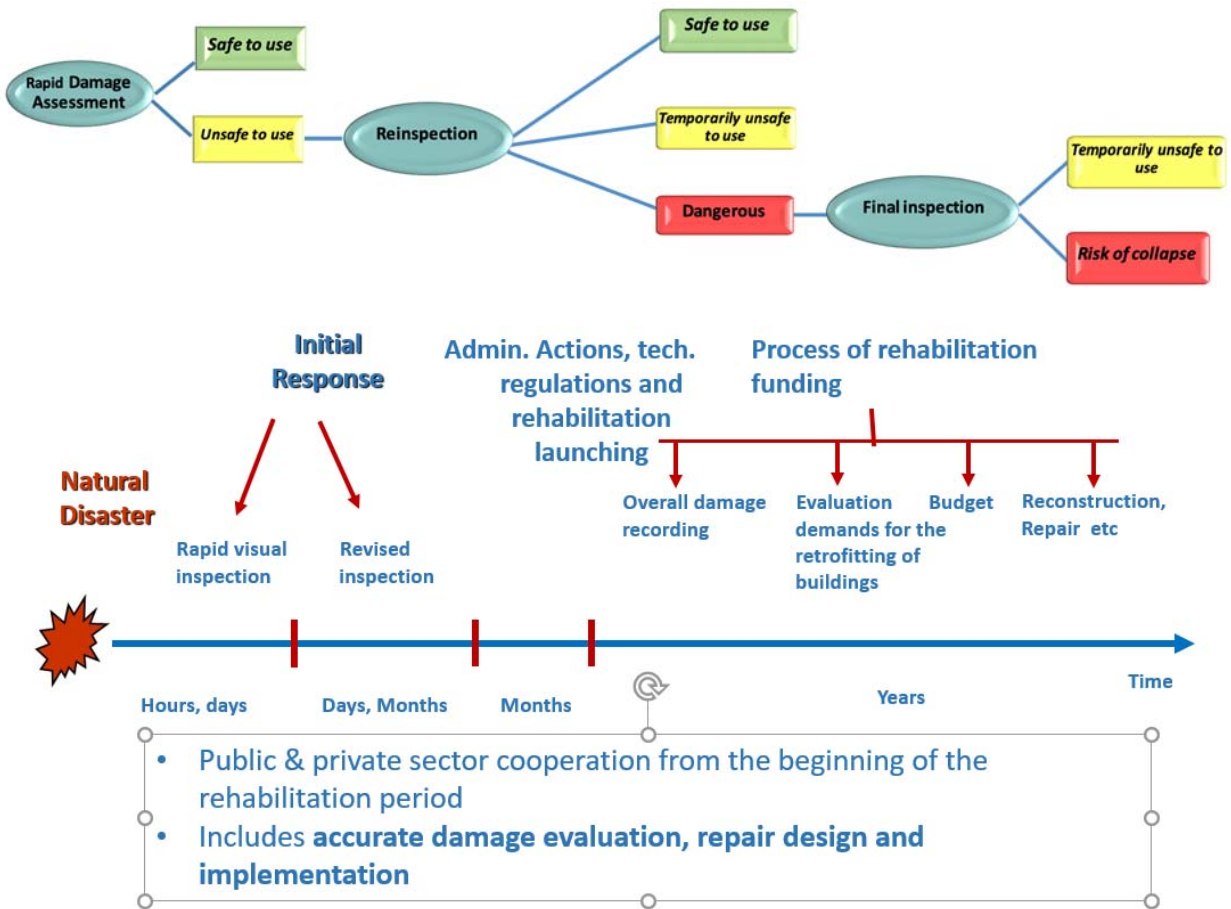 Rapid Damage
Assessment
Safe to use
Unsafe to use
Reinspection
Safe to use
Temporarily unsafe
to use
Dangerous
Final inspection
Temporarily unsafe to
use
Risk of collapse
Initial
Response
Admin. Actions, tech.
regulations and
rehabilitation
launching
Process of rehabilitation
funding
Natural
Disaster
Rapid visual
inspection
Revised
inspection
Overall damage
recording
Evaluation
demands for the
retrofitting of
buildings
Budget
Reconstruction,
Repair etc
Time
Hours, days
Days, Months
Months
Years
• Public & private sector cooperation from the beginning of the
rehabilitation period
• Includes accurate damage evaluation, repair design and
implementation